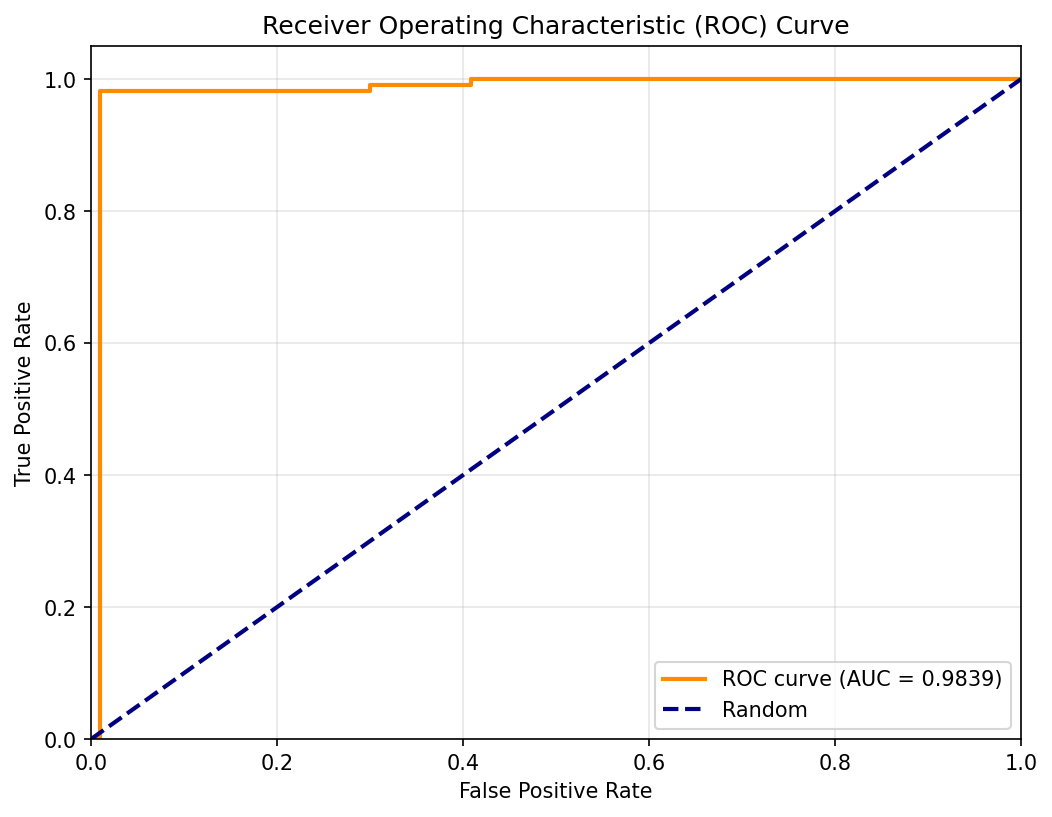 Receiver Operating Characteristic (ROC) Curve
True Positive Rate
1.0
0.8
0.6
0.4
0.2
0.0
0.0 0.2 0.4 0.6 0.8 1.0
False Positive Rate
ROC curve (AUC = 0.9839)
Random